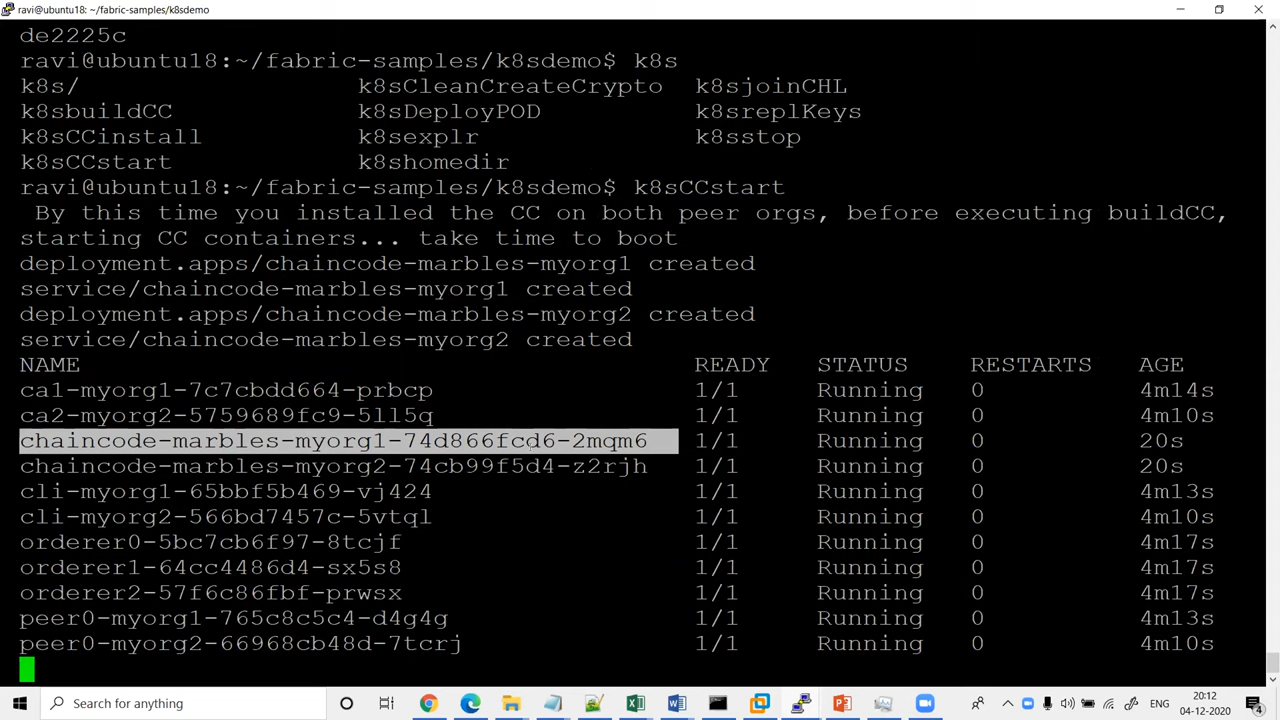 ravi@ubuntu18: ~/fabric-samples/k8sdemo
de2225c
ravi@ubuntu18:~/fabric-samples/k8sdemo$ k8s
k8s/ k8sCleanCreateCrypto k8sjoinCHL
k8sbuildCC k8sDeployPOD k8sreplKeys
k8sCCinstall k8sexplr k8sstop
k8sCCstart k8shomedir
ravi@ubuntu18:~/fabric-samples/k8sdemo$ k8sCCstart
By this time you installed the CC on both peer orgs, before executing buildCC,
starting CC containers... take time to boot
deployment.apps/chaincode-marbles-myorg1 created
service/chaincode-marbles-myorg1 created
deployment.apps/chaincode-marbles-myorg2 created
service/chaincode-marbles-myorg2 created
NAME READY STATUS RESTARTS AGE
ca1-myorg1-7c7cbdd664-prbcp 1/1 Running 0 4m14s
ca2-myorg2-5759689fc9-5ll5q 1/1 Running 0 4m10s
chaincode-marbles-myorg1-74d866fcd6-2mqm6 1/1 Running 0 20s
chaincode-marbles-myorg2-74cb99f5d4-z2rjh 1/1 Running 0 20s
cli-myorg1-65bbf5b469-vj424 1/1 Running 0 4m13s
cli-myorg2-566bd7457c-5vtql 1/1 Running 0 4m10s
orderer0-5bc7cb6f97-8tcjf 1/1 Running 0 4m17s
orderer1-64cc4486d4-sx5s8 1/1 Running 0 4m17s
orderer2-57f6c86fbf-prwsx 1/1 Running 0 4m17s
peer0-myorg1-765c8c5c4-d4g4g 1/1 Running 0 4m13s
peer0-myorg2-66968cb48d-7tcrj 1/1 Running 0 4m10s
Type here to search
ENG
20:12
04-12-2020
4